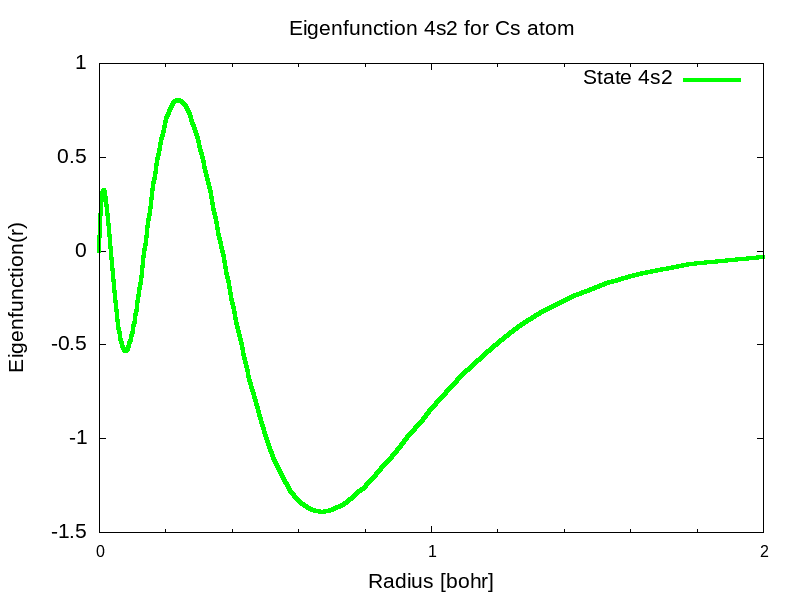 Eigenfunction 4s2 for Cs atom
State 4s2
1
0.5
0
-0.5
-1
-1.5
Eigenfunction(r)
0 1 2
Radius [bohr]